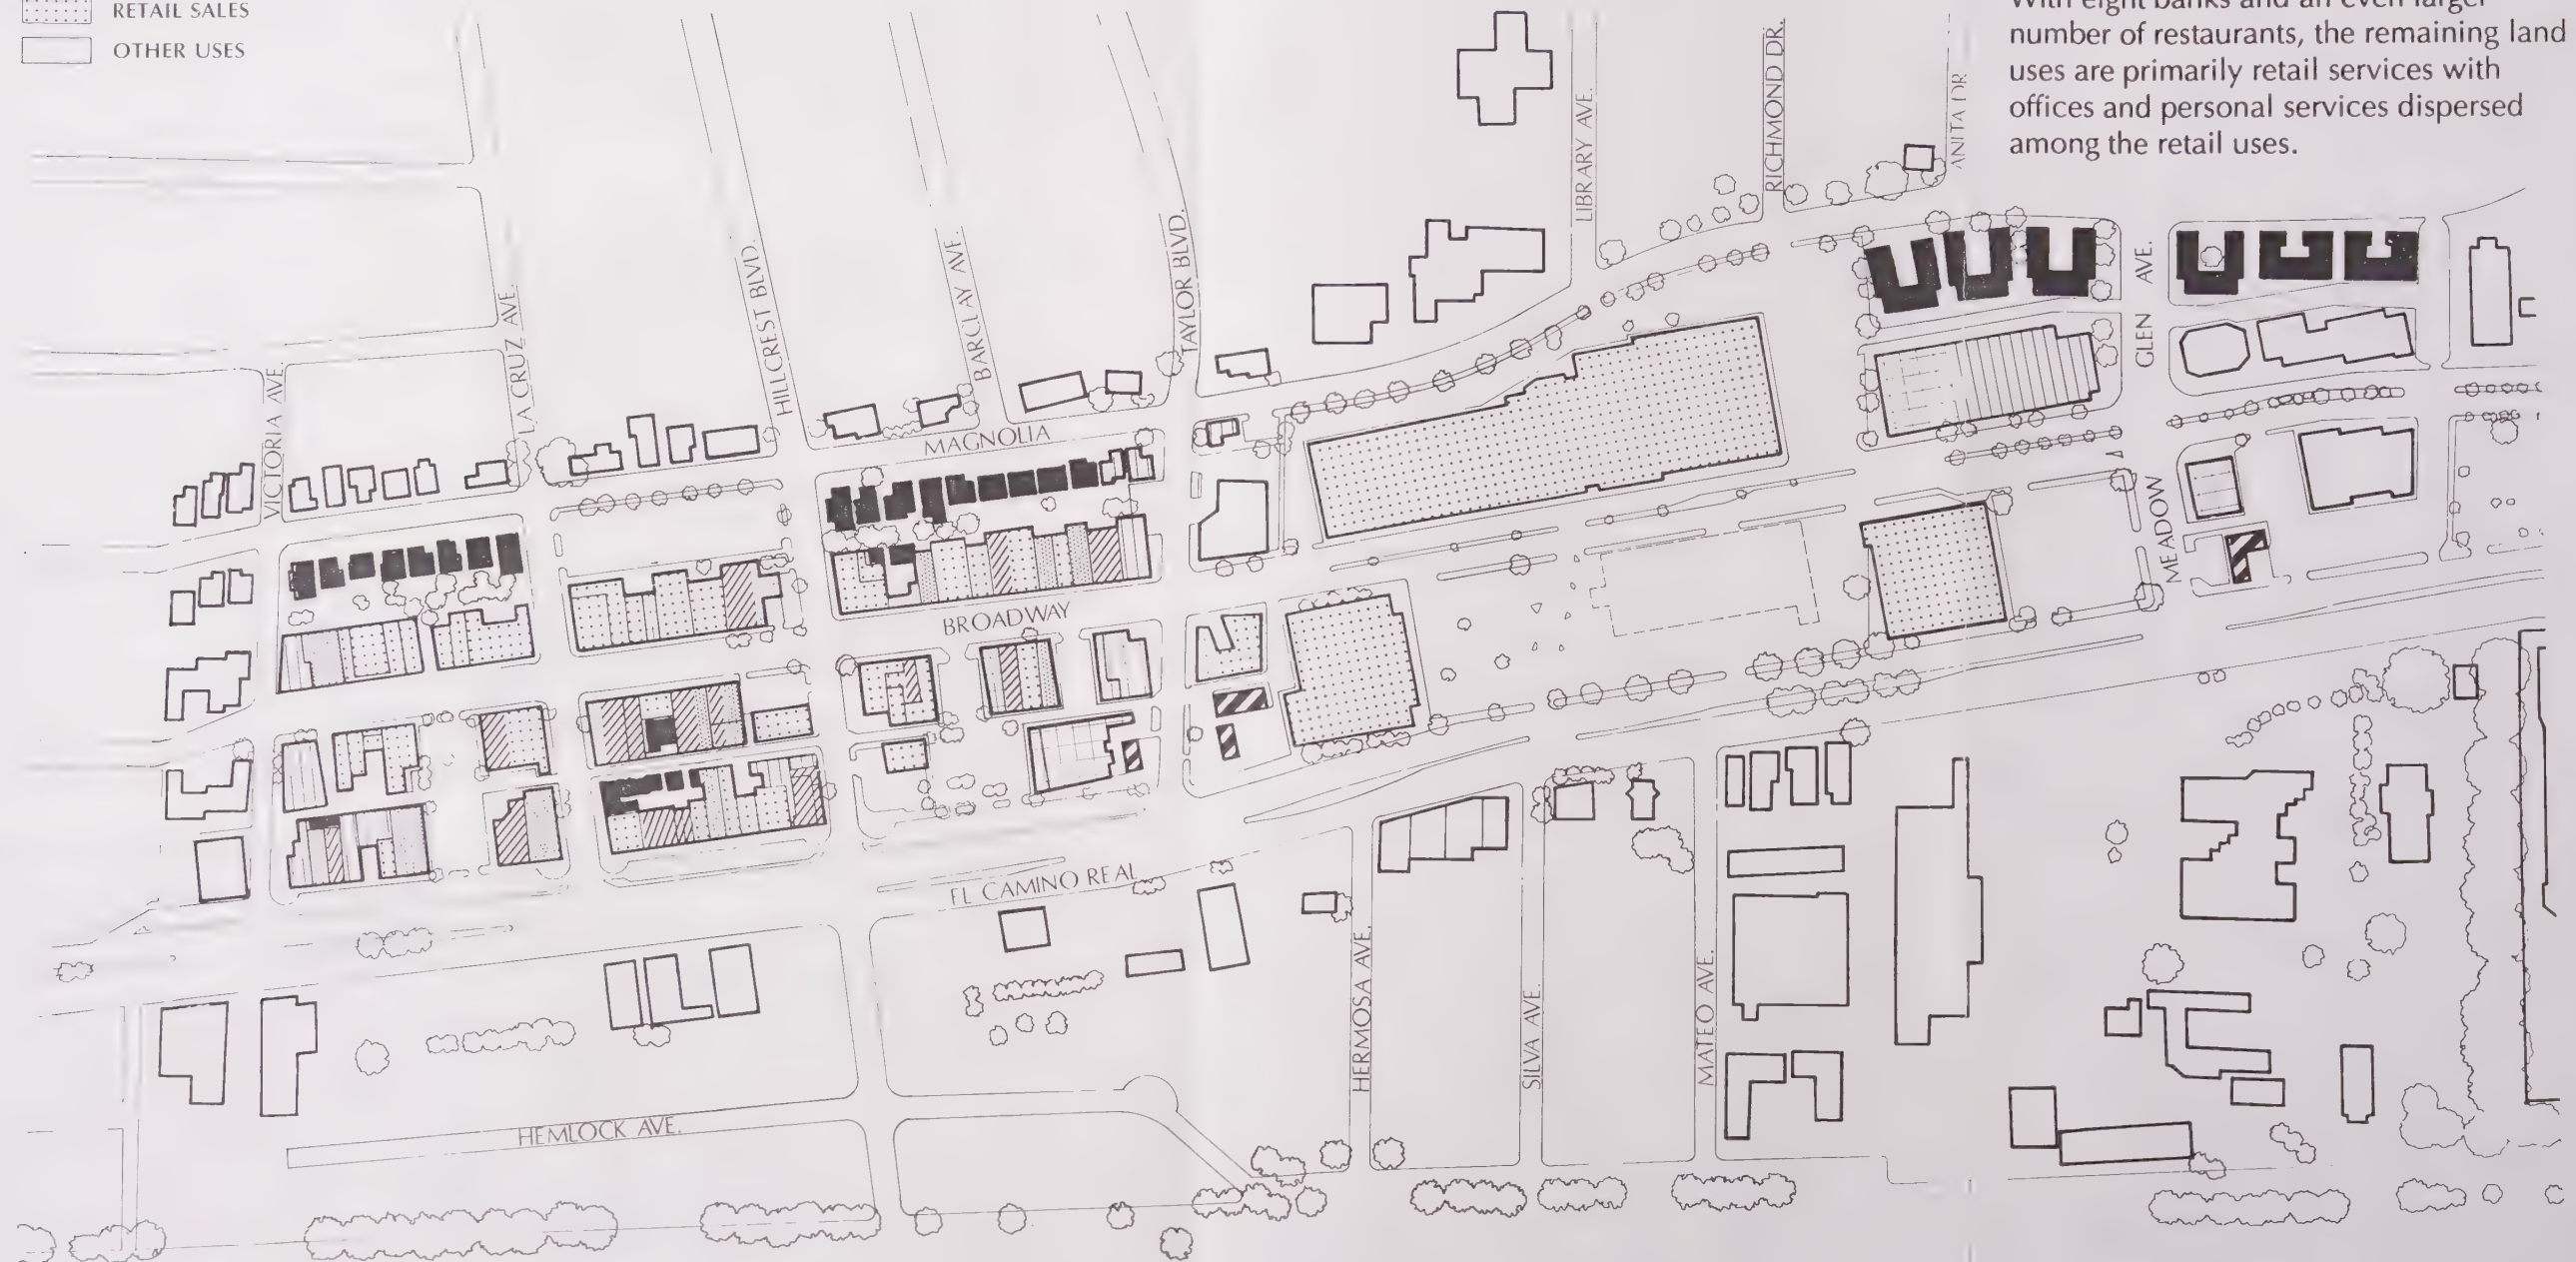 RETAIL SALES
OTHER USES
With eight banks and an even larger
number of restaurants, the remaining land
uses are primarily retail services with
offices and personal services dispersed
among the retail uses.
LIBRARY AVE.
RICHMOND DR.
ANITA DR
VICTORIA AVE.
LA CRUZ AVE.
HILLCREST BLVD.
BARCLAY AVE.
TAYLOR BLVD.
GLEN AVE.
MAGNOLIA
MEADOW
BROADWAY
EL CAMINO REAL
HERMOSA AVE.
SILVA AVE.
MATEO AVE.
HEMLOCK AVE.